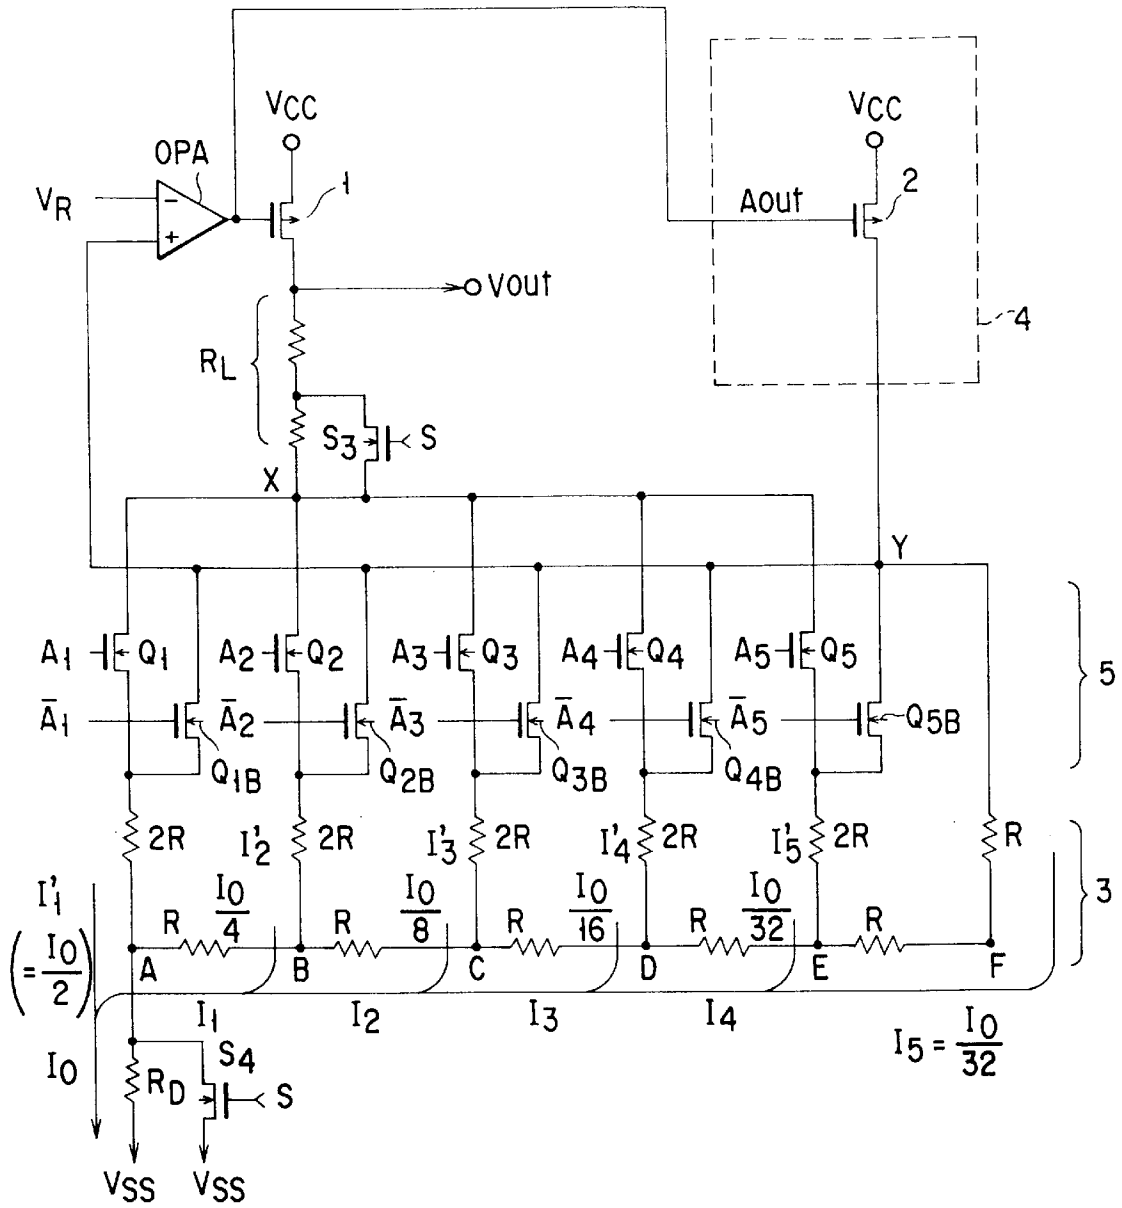 VCC
VCC
OPA
1
2
VR
−
+
Aout
Vout
4
RL
S3
S
X
Y
A1
Q1
A2
Q2
A3
Q3
A4
Q4
A5
Q5
5
Ā1
Ā2
Ā3
Ā4
Ā5
Q5B
Q1B
Q2B
Q3B
Q4B
2R
I'2
2R
I'3
2R
I'4
2R
I'5
2R
R
3
I'1
(= I0/2)
R
I0/4
R
I0/8
R
I0/16
R
I0/32
R
A
B
C
D
E
F
I1
I2
I3
I4
I5 = I0/32
I0
RD
S4
S
VSS
VSS